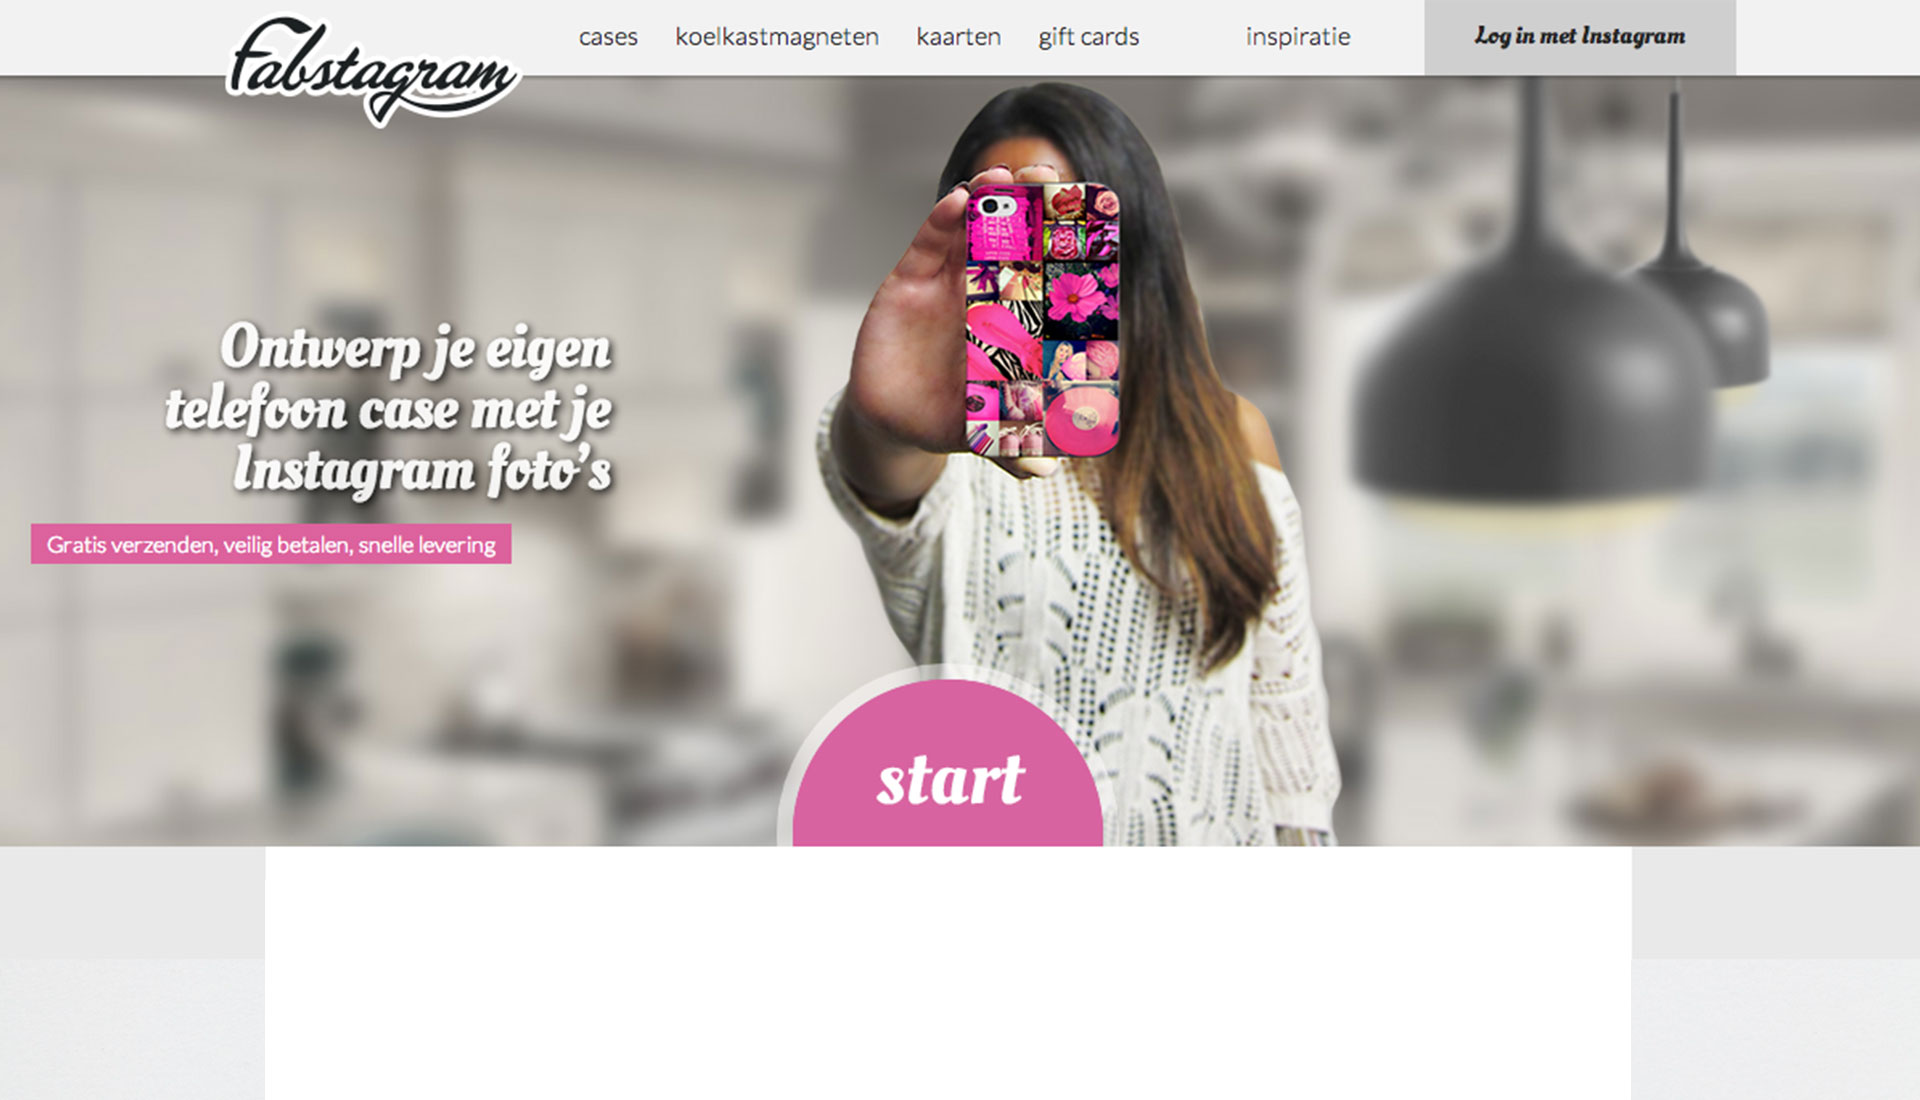 Fabstagram
cases koelkastmagneten kaarten gift cards inspiratie Log in met Instagram
Ontwerp je eigen
telefoon case met je
Instagram foto's
Gratis verzenden, veilig betalen, snelle levering
start